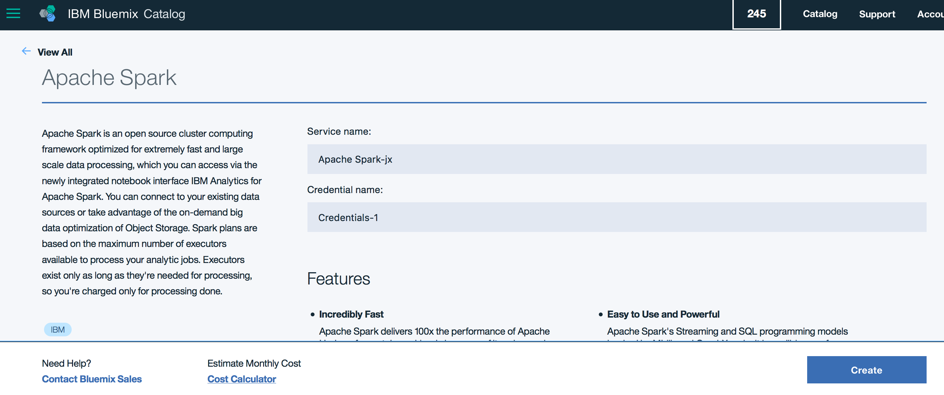 IBM Bluemix Catalog
245
Catalog
Support
Accou
View All
Apache Spark
Apache Spark is an open source cluster computing
framework optimized for extremely fast and large
scale data processing, which you can access via the
newly integrated notebook interface IBM Analytics for
Apache Spark. You can connect to your existing data
sources or take advantage of the on-demand big
data optimization of Object Storage. Spark plans are
based on the maximum number of executors
available to process your analytic jobs. Executors
exist only as long as they're needed for processing,
so you're charged only for processing done.
IBM
Service name:
Apache Spark-jx
Credential name:
Credentials-1
Features
• Incredibly Fast
Apache Spark delivers 100x the performance of Apache
• Easy to Use and Powerful
Apache Spark's Streaming and SQL programming models
Need Help?
Contact Bluemix Sales
Estimate Monthly Cost
Cost Calculator
Create